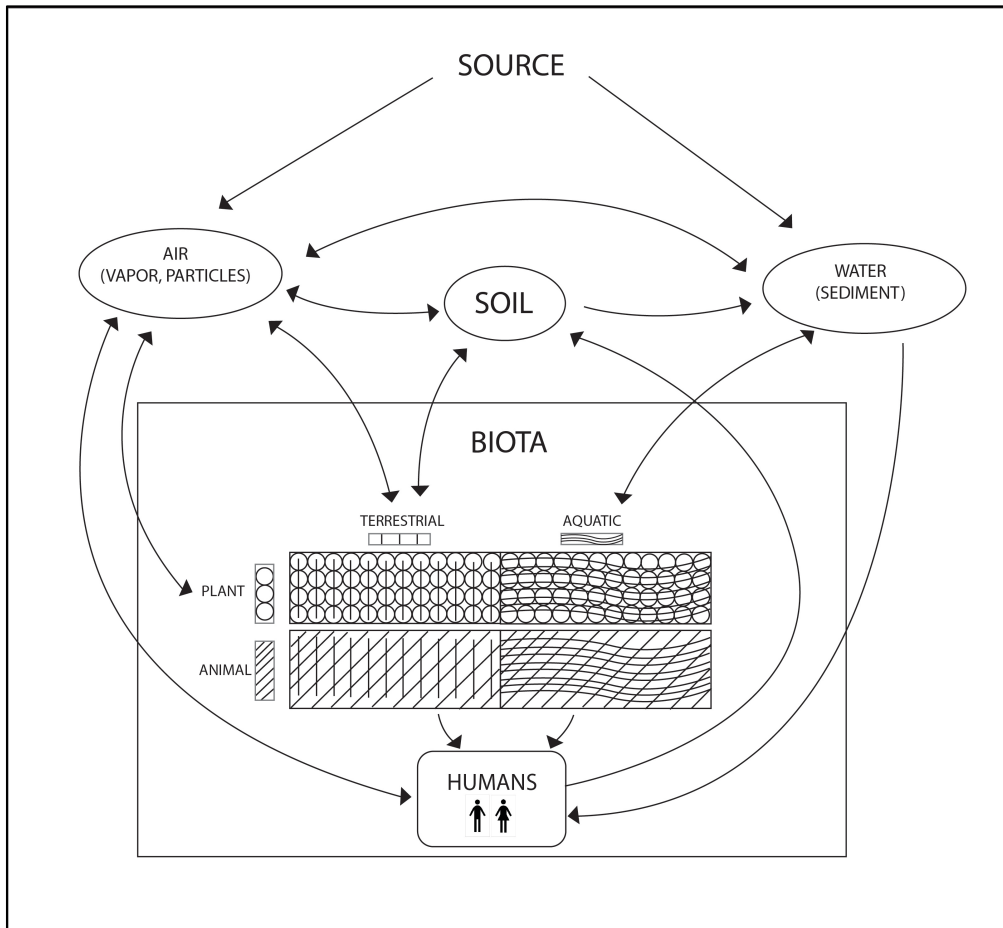 SOURCE
AIR
(VAPOR, PARTICLES)
SOIL
WATER
(SEDIMENT)
BIOTA
TERRESTRIAL
AQUATIC
PLANT
ANIMAL
HUMANS